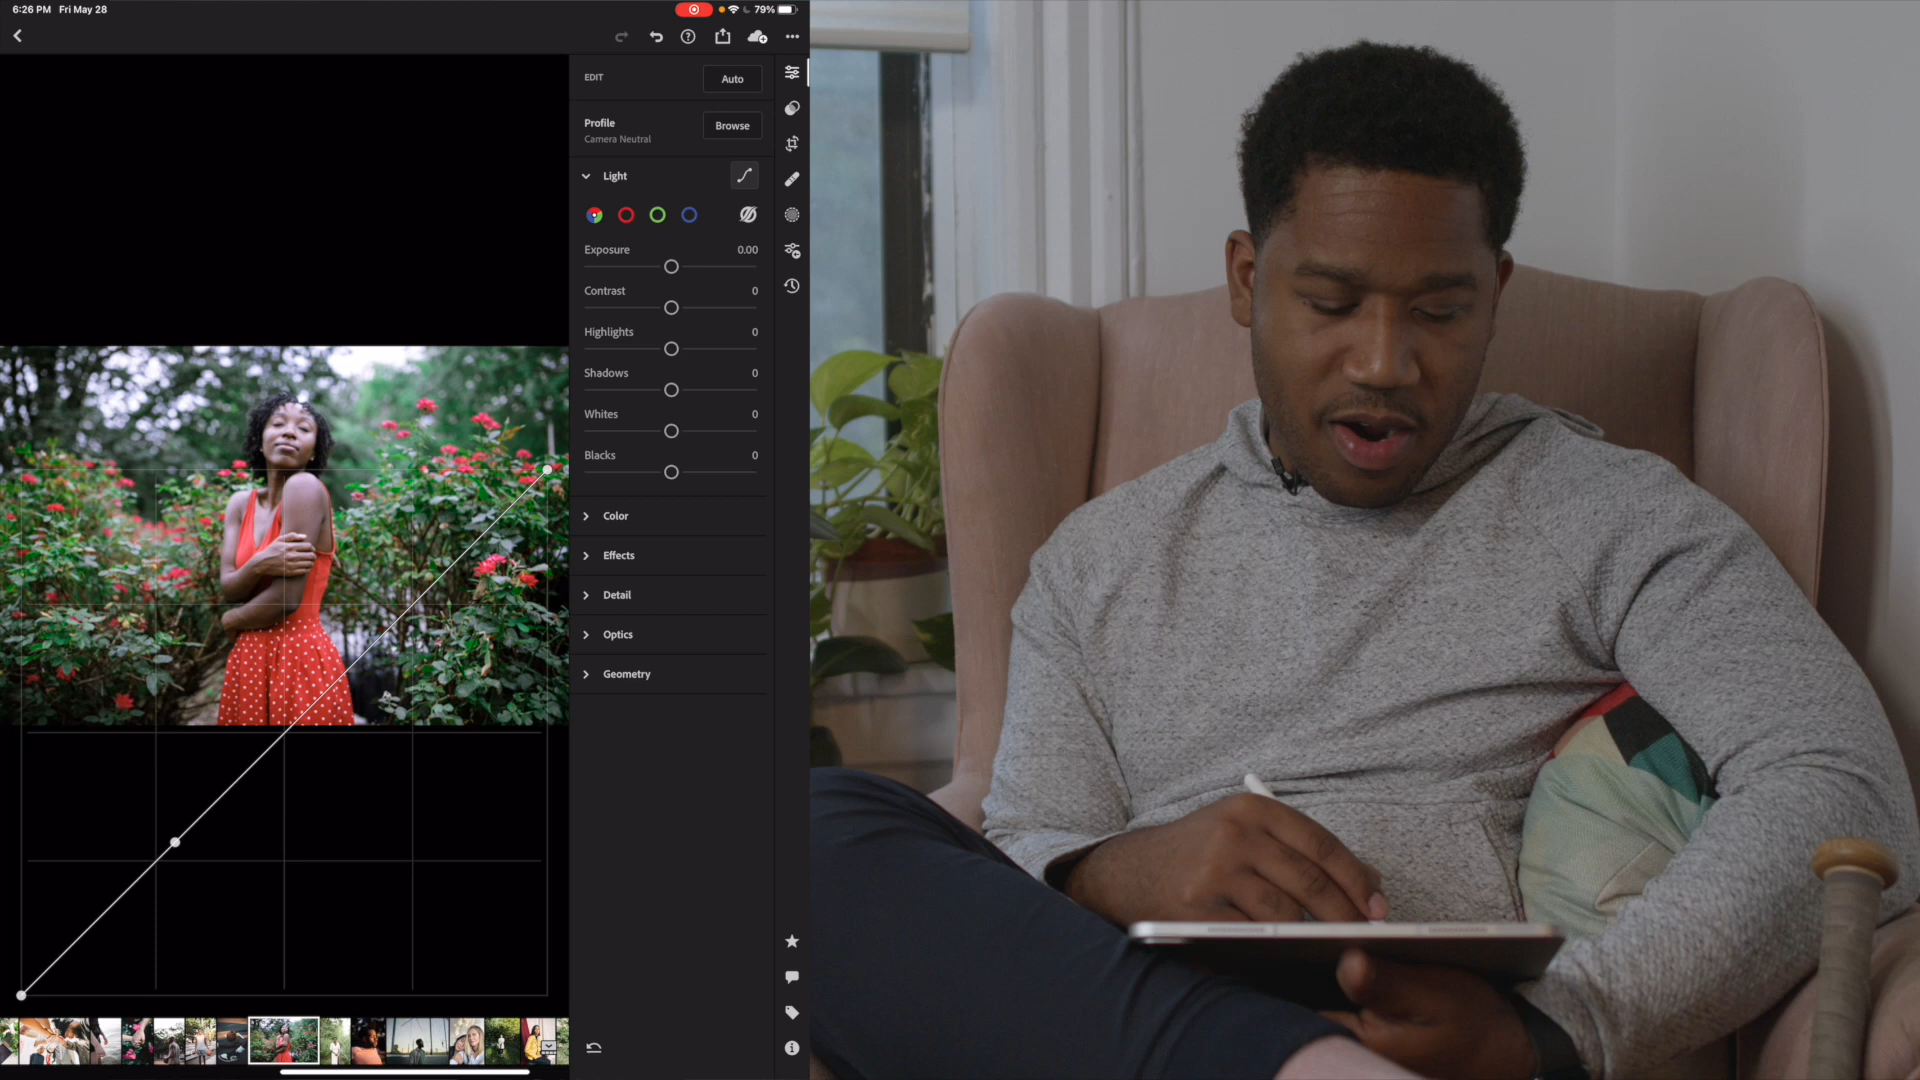 6:26 PM Fri May 28
79%
EDIT
Auto
Profile
Camera Neutral
Browse
Light
Exposure 0.00
Contrast 0
Highlights 0
Shadows 0
Whites 0
Blacks 0
Color
Effects
Detail
Optics
Geometry